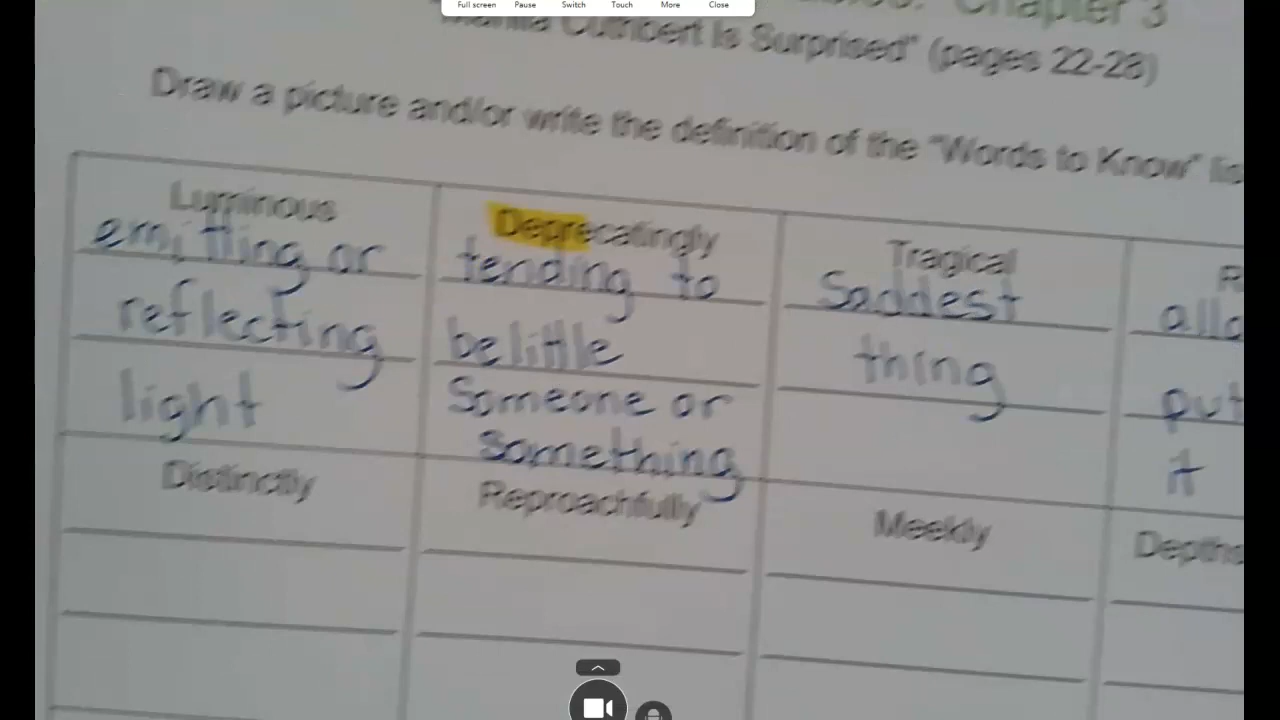 Full screen Pause Switch Touch More Close
Chapter 3
Cuthbert is Surprised" (pages 22-28)
Draw a picture and/or write the definition of the "Words to Know"
Luminous
emitting or
reflecting
light
Deprecatingly
tending to
belittle
Someone or
something
Tragical
Saddest
thing
it
Distinctly
Reproachfully
Meekly
Depths